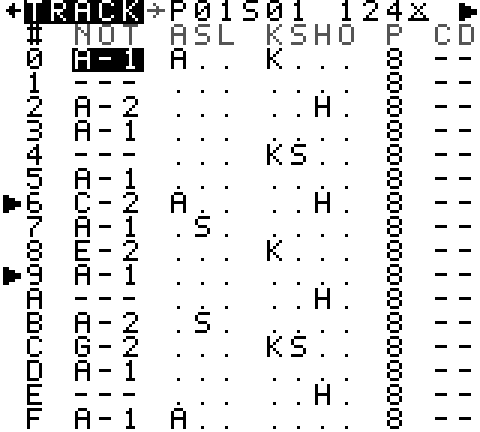 ←TRACK→P01S01 124x ▶
# NOT ASL KSHO P CD
0 A-1 A.. K... 8 --
1 --- ... .... 8 --
2 A-2 ... ..H. 8 --
3 A-1 ... .... 8 --
4 --- ... KS.. 8 --
5 A-1 ... .... 8 --
▶6 C-2 A.. ..H. 8 --
7 A-1 .S. .... 8 --
8 E-2 ... K... 8 --
▶9 A-1 ... .... 8 --
A --- ... ..H. 8 --
B A-2 .S. .... 8 --
C G-2 ... KS.. 8 --
D A-1 ... .... 8 --
E --- ... ..H. 8 --
F A-1 A.. .... 8 --